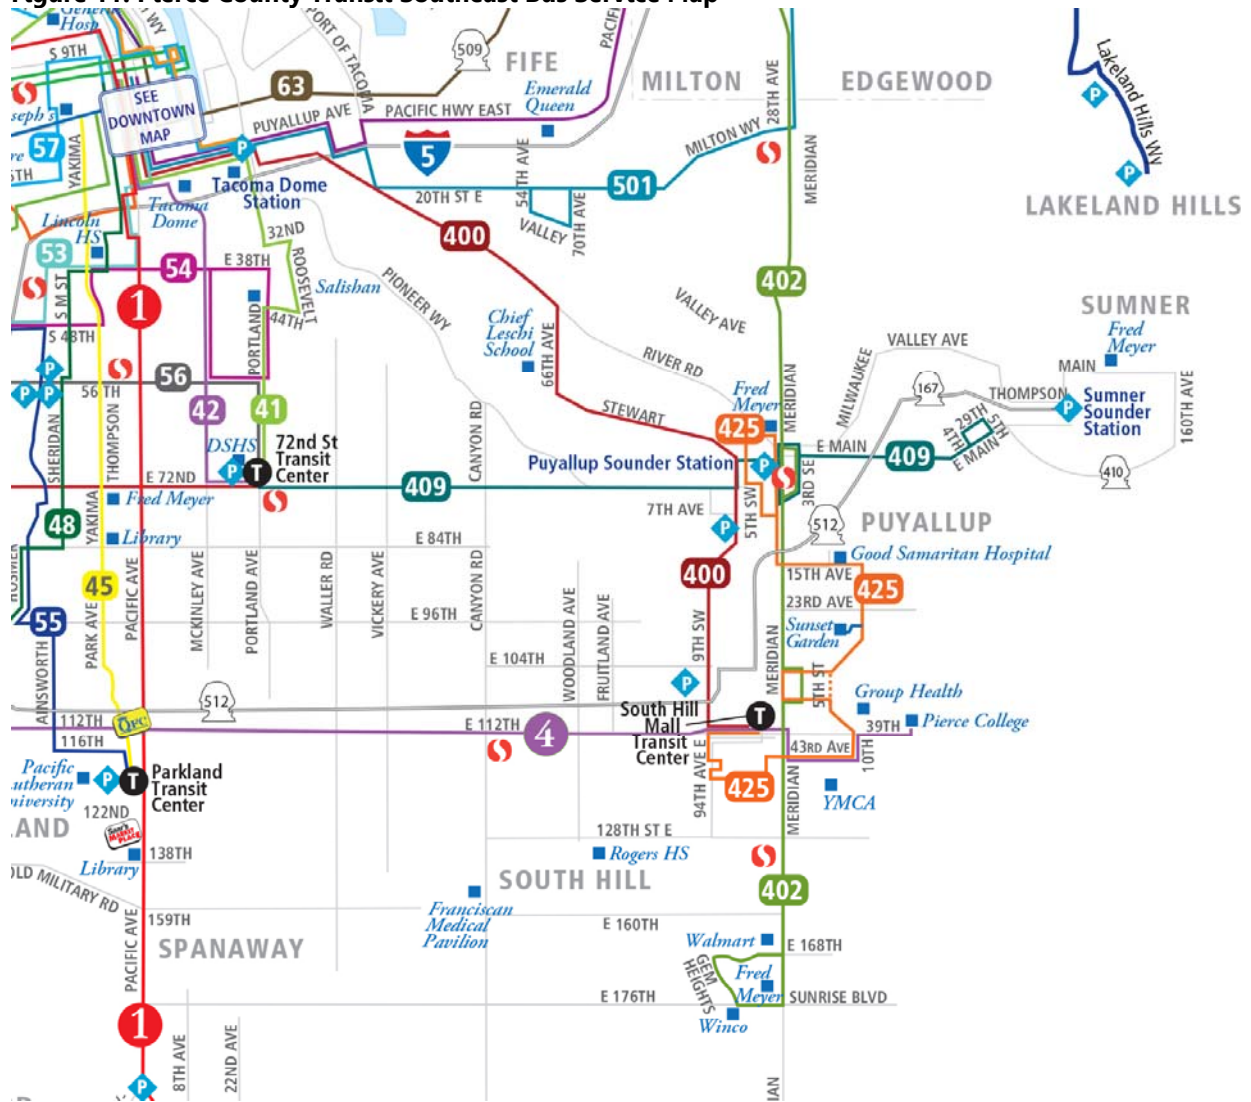 Figure 14: Pierce County Transit Southeast Bus Service Map
General
Hosp
S 9TH
PORT OF TACOMA
509
FIFE
MILTON
EDGEWOOD
Lakeland Hills Wy
SEE
DOWNTOWN
MAP
63
Emerald
Queen
PACIFIC HWY EAST
PUYALLUP AVE
28TH AVE
57
YAKIMA
5
54TH AVE
MILTON WY
MERIDIAN
Tacoma Dome
Station
20TH ST E
501
LAKELAND HILLS
Tacoma
Dome
VALLEY
70TH AVE
Lincoln
HS
32ND
400
53
54
E 38TH
ROOSEVELT
402
S M ST
1
Salishan
PIONEER WY
VALLEY AVE
SUMNER
44TH
S 48TH
PORTLAND
Chief
Leschi
School
66TH AVE
RIVER RD
VALLEY AVE
Fred
Meyer
MAIN
56
56TH
42
41
Fred
Meyer
MERIDIAN
MILWAUKEE
167
THOMPSON
Sumner
Sounder
Station
160TH AVE
SHERIDAN
THOMPSON
DSHS
72nd St
Transit
Center
CANYON RD
STEWART
425
E MAIN
409
29TH
4TH
5TH
E MAIN
410
E 72ND
409
Puyallup Sounder Station
3RD SE
Fred Meyer
48
YAKIMA
Library
7TH AVE
5TH SW
512
PUYALLUP
E 84TH
Good Samaritan Hospital
45
PACIFIC AVE
MCKINLEY AVE
PORTLAND AVE
WALLER RD
VICKERY AVE
CANYON RD
WOODLAND AVE
FRUITLAND AVE
400
15TH AVE
425
23RD AVE
55
PARK AVE
E 96TH
9TH SW
Sunset
Garden
AINSWORTH
E 104TH
MERIDIAN
5TH ST
512
Group Health
South Hill
Mall
Transit
Center
112TH
QFC
E 112TH
4
39TH
Pierce College
116TH
43RD AVE
10TH
Parkland
Transit
Center
94TH AVE E
425
MERIDIAN
YMCA
122ND
128TH ST E
Library
138TH
Rogers HS
OLD MILITARY RD
SOUTH HILL
402
PACIFIC AVE
159TH
Franciscan
Medical
Pavilion
E 160TH
SPANAWAY
Walmart
E 168TH
GEM
HEIGHTS
Fred
Meyer
E 176TH
SUNRISE BLVD
Winco
1
8TH AVE
22ND AVE